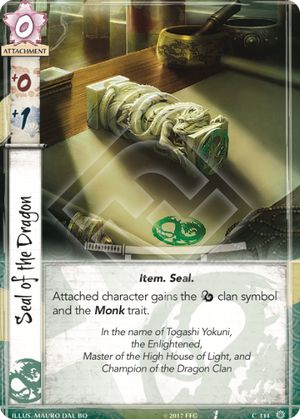 0
ATTACHMENT
+0
+1
Seal of the Dragon
Item. Seal.
Attached character gains the clan symbol
and the Monk trait.
In the name of Togashi Yokuni,
the Enlightened,
Master of the High House of Light, and
Champion of the Dragon Clan
ILLUS: MAURO DAL BO
© 2017 FFG